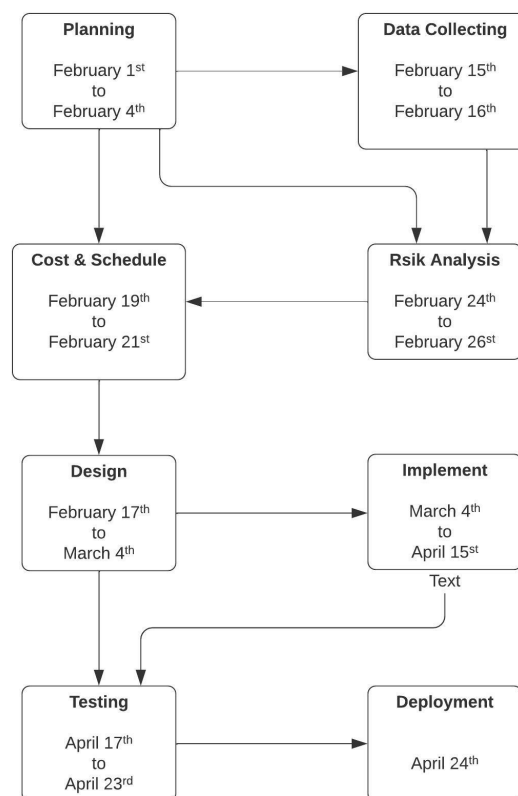 Planning
February 1st
to
February 4th
Data Collecting
February 15th
to
February 16th
Cost & Schedule
February 19th
to
February 21st
Rsik Analysis
February 24th
to
February 26st
Design
February 17th
to
March 4th
Implement
March 4th
to
April 15st
Text
Testing
April 17th
to
April 23rd
Deployment
April 24th